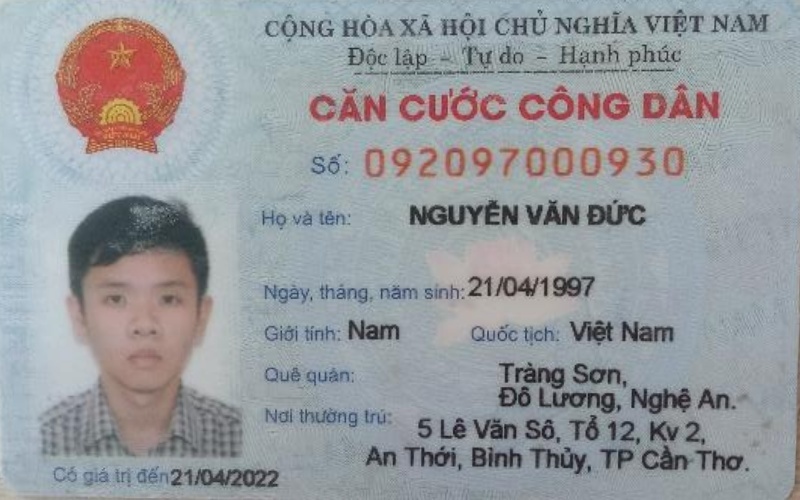 CỘNG HÒA XÃ HỘI CHỦ NGHĨA VIỆT NAM
Độc lập – Tự do – Hạnh phúc
CĂN CƯỚC CÔNG DÂN
Số: 092097000930
Họ và tên: NGUYỄN VĂN ĐỨC
Ngày, tháng, năm sinh: 21/04/1997
Giới tính: Nam Quốc tịch: Việt Nam
Quê quán: Tràng Sơn,
Đô Lương, Nghệ An.
Nơi thường trú: 5 Lê Văn Sô, Tổ 12, Kv 2,
An Thới, Bình Thủy, TP Cần Thơ.
Có giá trị đến 21/04/2022